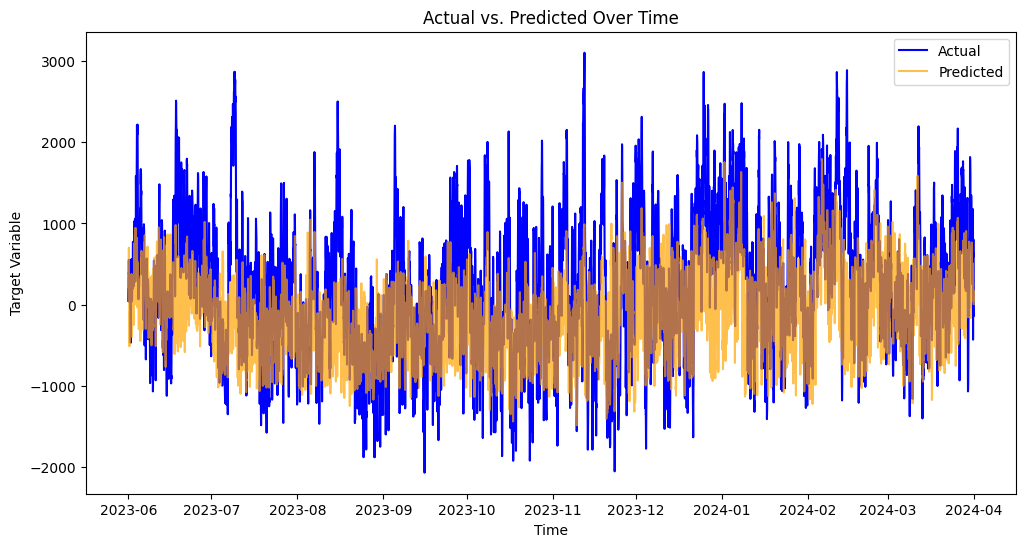 Actual vs. Predicted Over Time
Actual
Predicted
Target Variable
3000
2000
1000
0
−1000
−2000
2023-06 2023-07 2023-08 2023-09 2023-10 2023-11 2023-12 2024-01 2024-02 2024-03 2024-04
Time